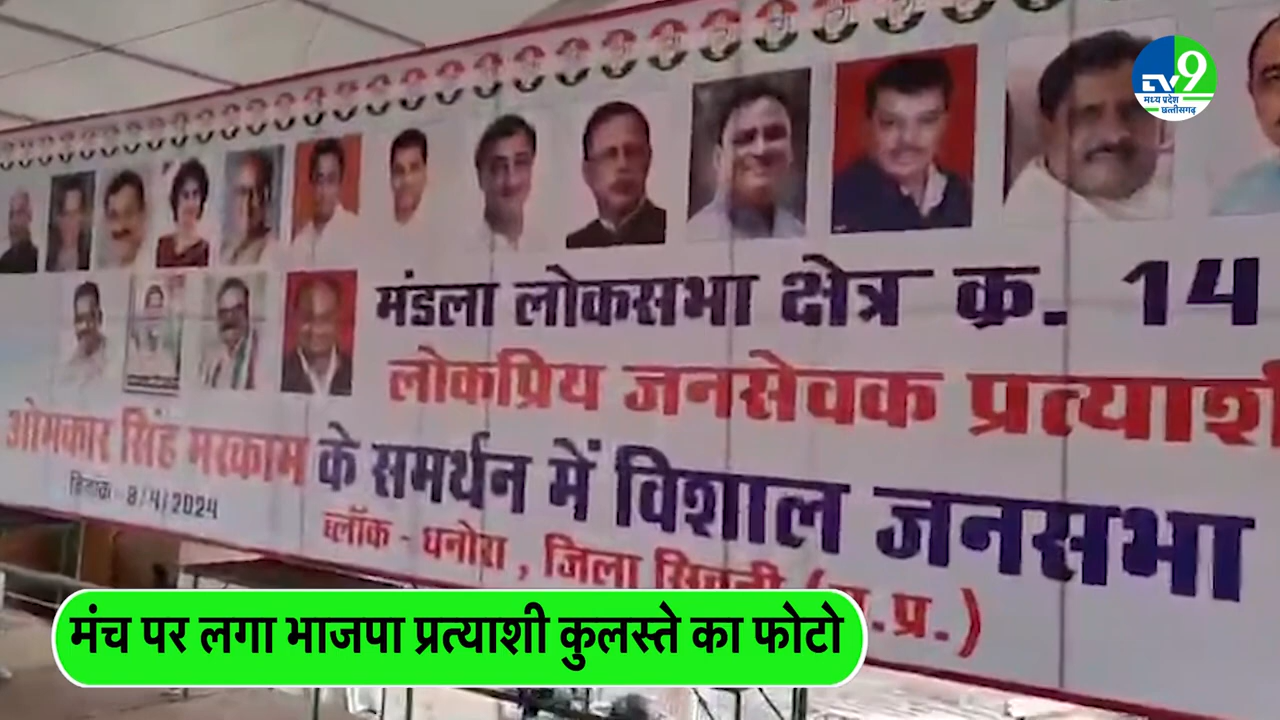 TV9
मध्य प्रदेश
छत्तीसगढ़
मंडला लोकसभा क्षेत्र क्र. 14
लोकप्रिय जनसेवक प्रत्याशी
ओमकार सिंह मरकाम के समर्थन में विशाल जनसभा
दिनांक - 8/4/2024
ब्लॉक - धनोरा , जिला सिवनी (म.प्र.)
मंच पर लगा भाजपा प्रत्याशी कुलस्ते का फोटो